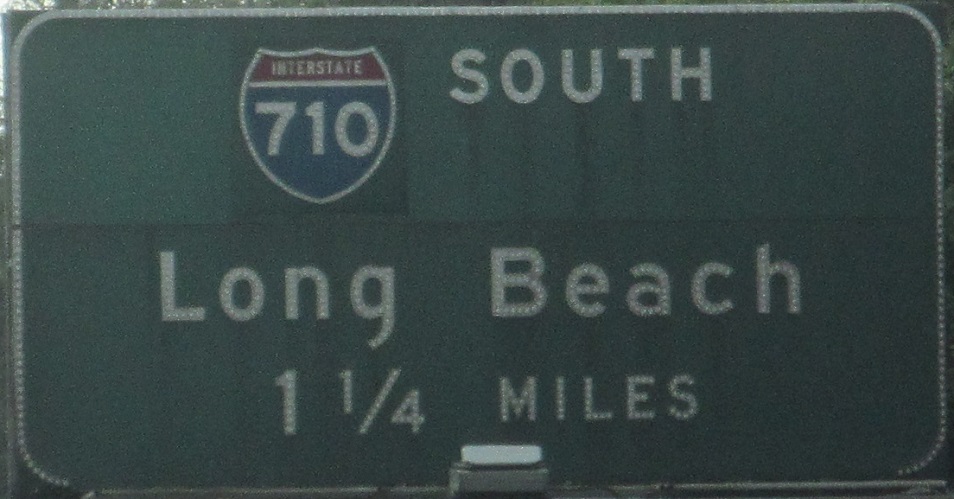 INTERSTATE
710 SOUTH
Long Beach
1 1/4 MILES